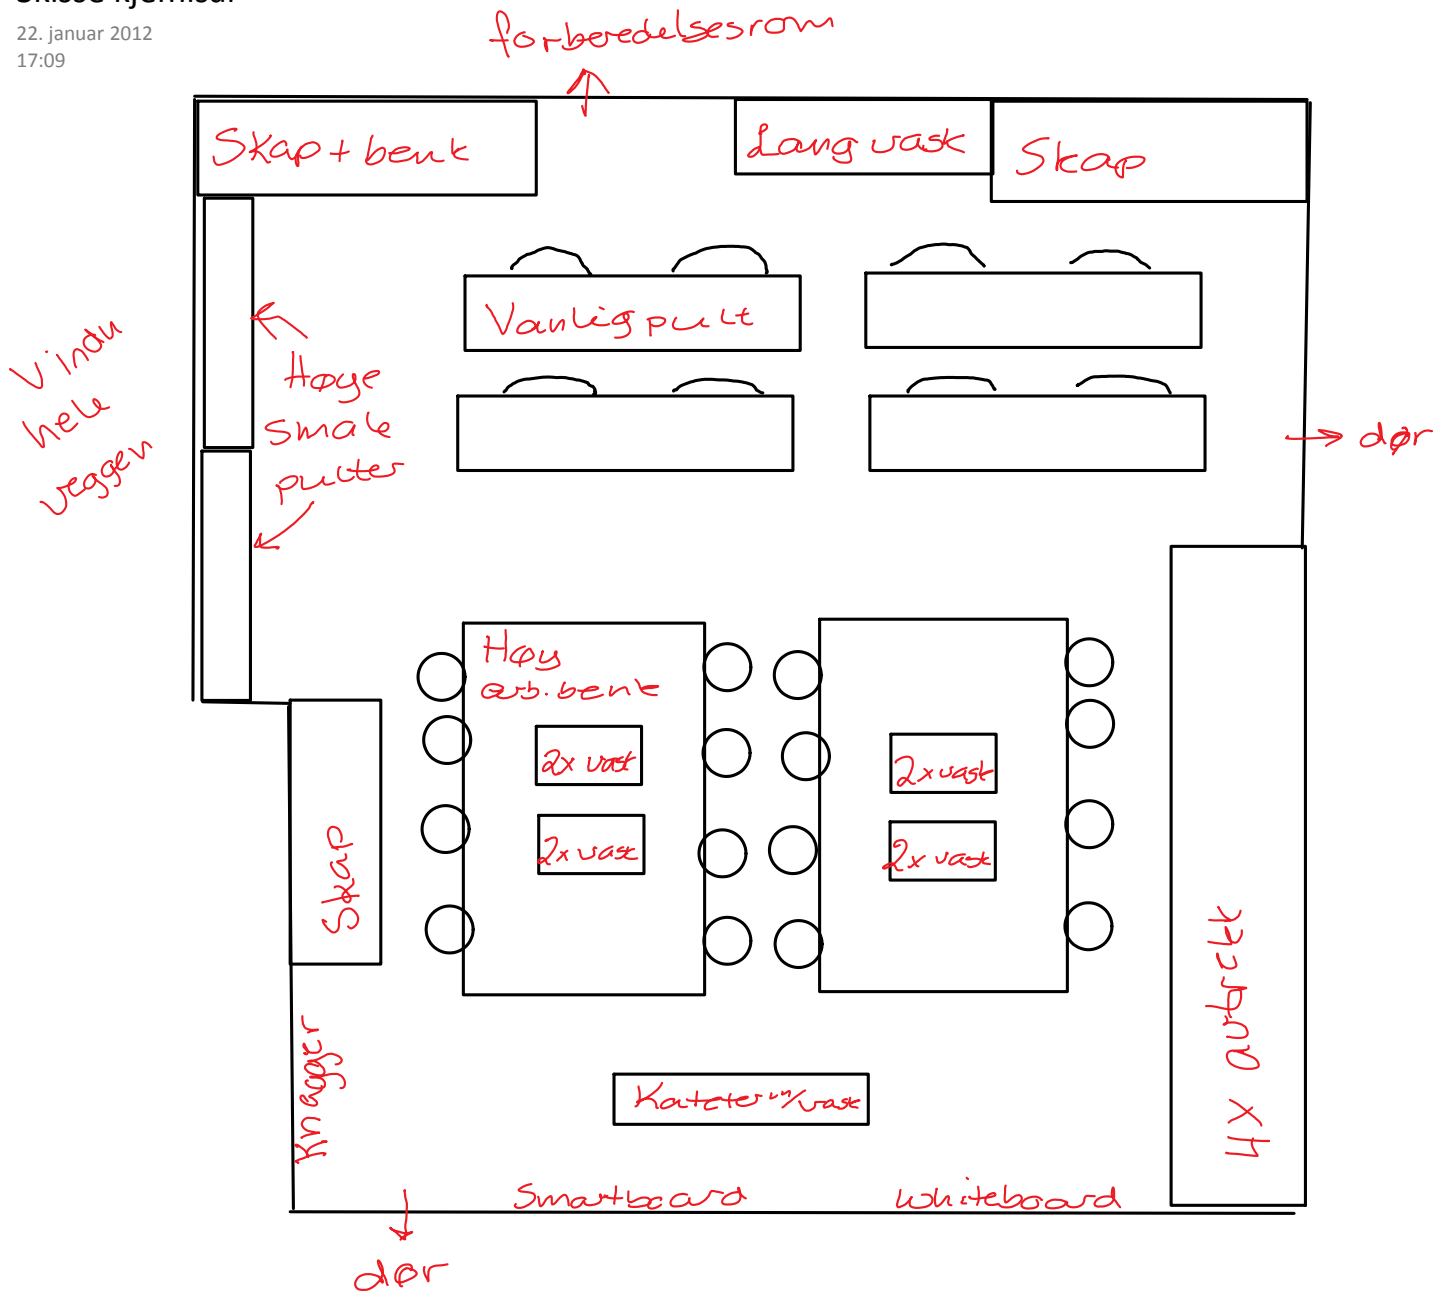 22. januar 2012
17:09
forberedelsesrom
Skap + benk
Lang vask
Skap
Vanlig pult
Vindu
hele
veggen
Høye
smale
pulter
dør
Høy
arb.benk
2x vask
2x vask
2x vask
2x vask
Skap
4x avtrekk
Knagger
Kateter m/vask
Smartboard
Whiteboard
dør